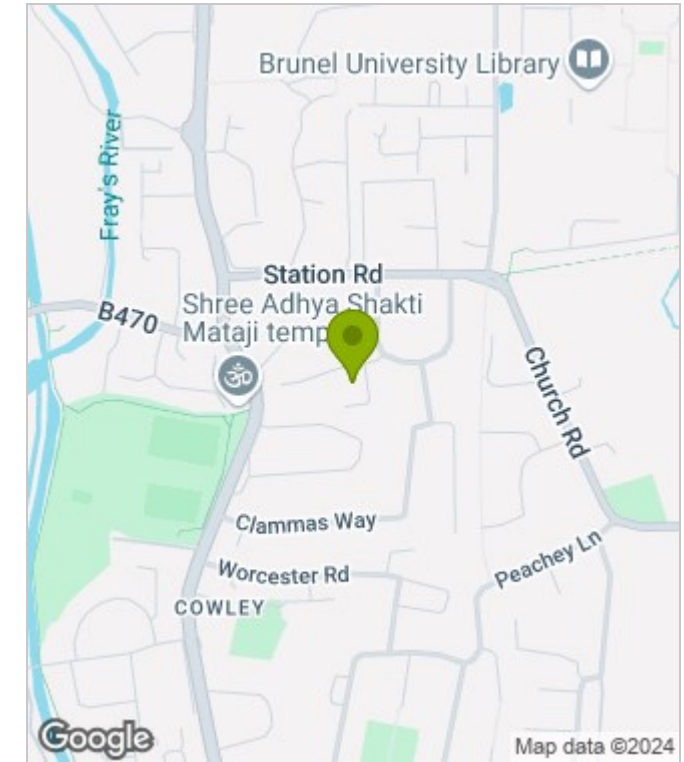 Brunel University Library
Fray's River
Station Rd
B470
Shree Adhya Shakti
Mataji temp
Church Rd
Clammas Way
Peachey Ln
Worcester Rd
COWLEY
Google
Map data ©2024